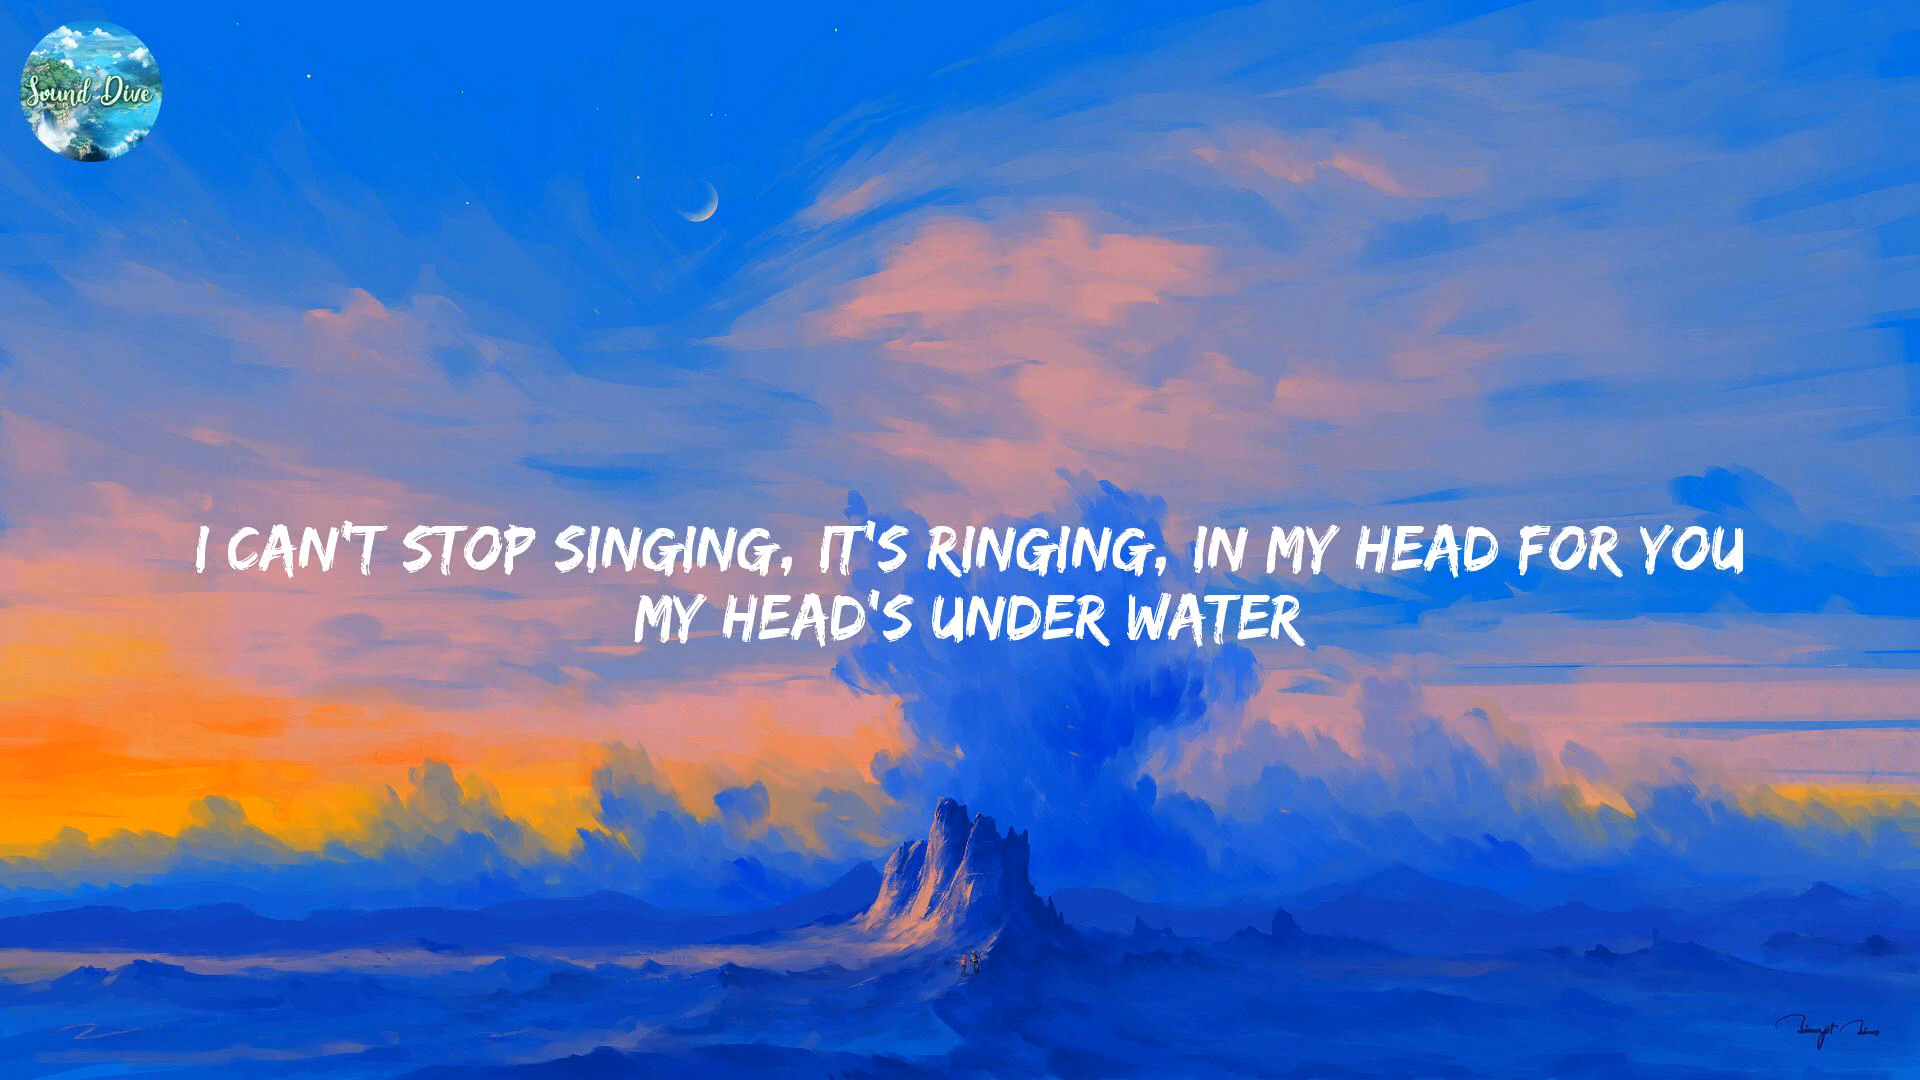 Sound Dive
I CAN'T STOP SINGING, IT'S RINGING, IN MY HEAD FOR YOU
MY HEAD'S UNDER WATER